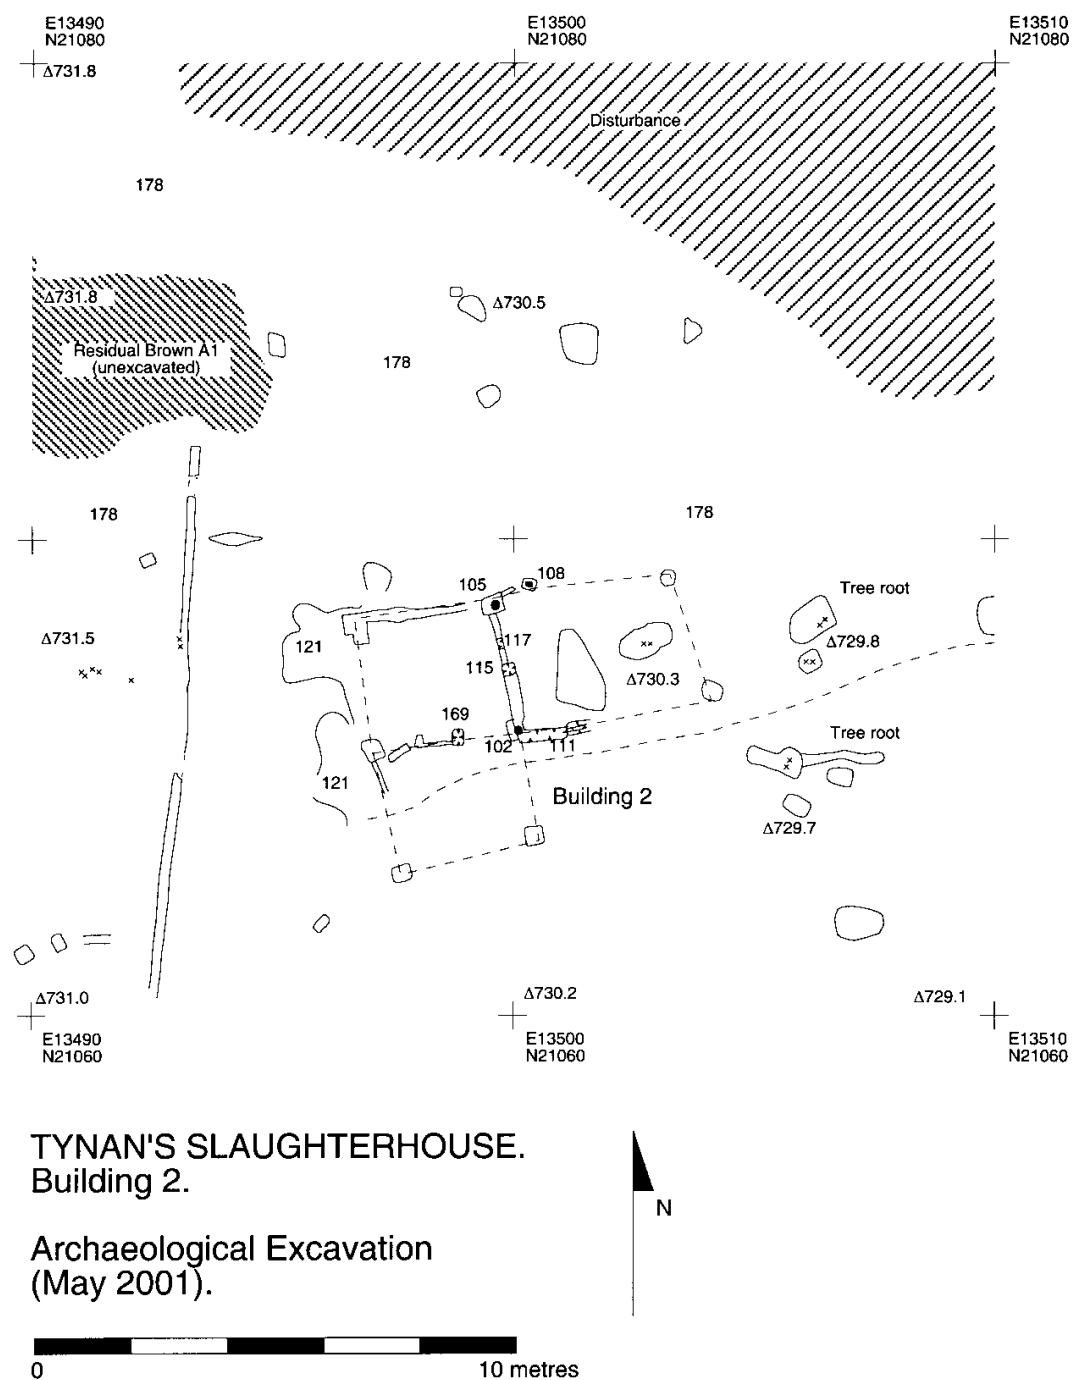 E13490
N21080
E13500
N21080
E13510
N21080
Δ731.8
Disturbance
178
Δ731.8
Δ730.5
Residual Brown A1
(unexcavated)
178
178
178
105
108
Tree root
121
117
Δ731.5
Δ729.8
115
Δ730.3
169
102
111
Tree root
121
Building 2
Δ729.7
Δ731.0
Δ730.2
Δ729.1
E13490
N21060
E13500
N21060
E13510
N21060
TYNAN'S SLAUGHTERHOUSE.
Building 2.
N
Archaeological Excavation
(May 2001).
0
10 metres